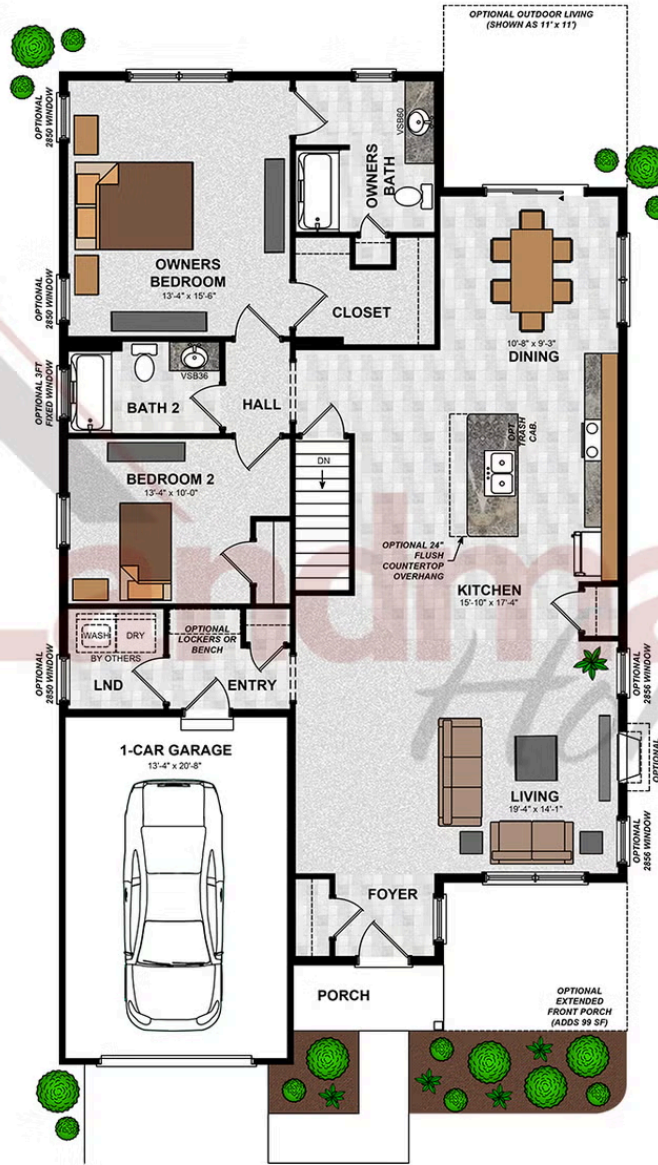 OPTIONAL OUTDOOR LIVING
(SHOWN AS 11' x 11')
OPTIONAL
2850 WINDOW
VSB60
OWNERS
BATH
OWNERS
BEDROOM
13'-4" x 15'-6"
OPTIONAL
2850 WINDOW
CLOSET
10'-8" x 9'-3"
DINING
OPTIONAL 3FT
FIXED WINDOW
VSB36
BATH 2
HALL
OPT
TRASH
CAB.
DN
BEDROOM 2
13'-4" x 10'-0"
OPTIONAL 24"
FLUSH
COUNTERTOP
OVERHANG
KITCHEN
15'-10" x 17'-4"
Landma
Ho
WASH
DRY
BY OTHERS
OPTIONAL
LOCKERS OR
BENCH
OPTIONAL
2850 WINDOW
LND
ENTRY
OPTIONAL
2856 WINDOW
1-CAR GARAGE
13'-4" x 20'-8"
OPTIONAL
LIVING
19'-4" x 14'-1"
OPTIONAL
2856 WINDOW
FOYER
PORCH
OPTIONAL
EXTENDED
FRONT PORCH
(ADDS 99 SF)